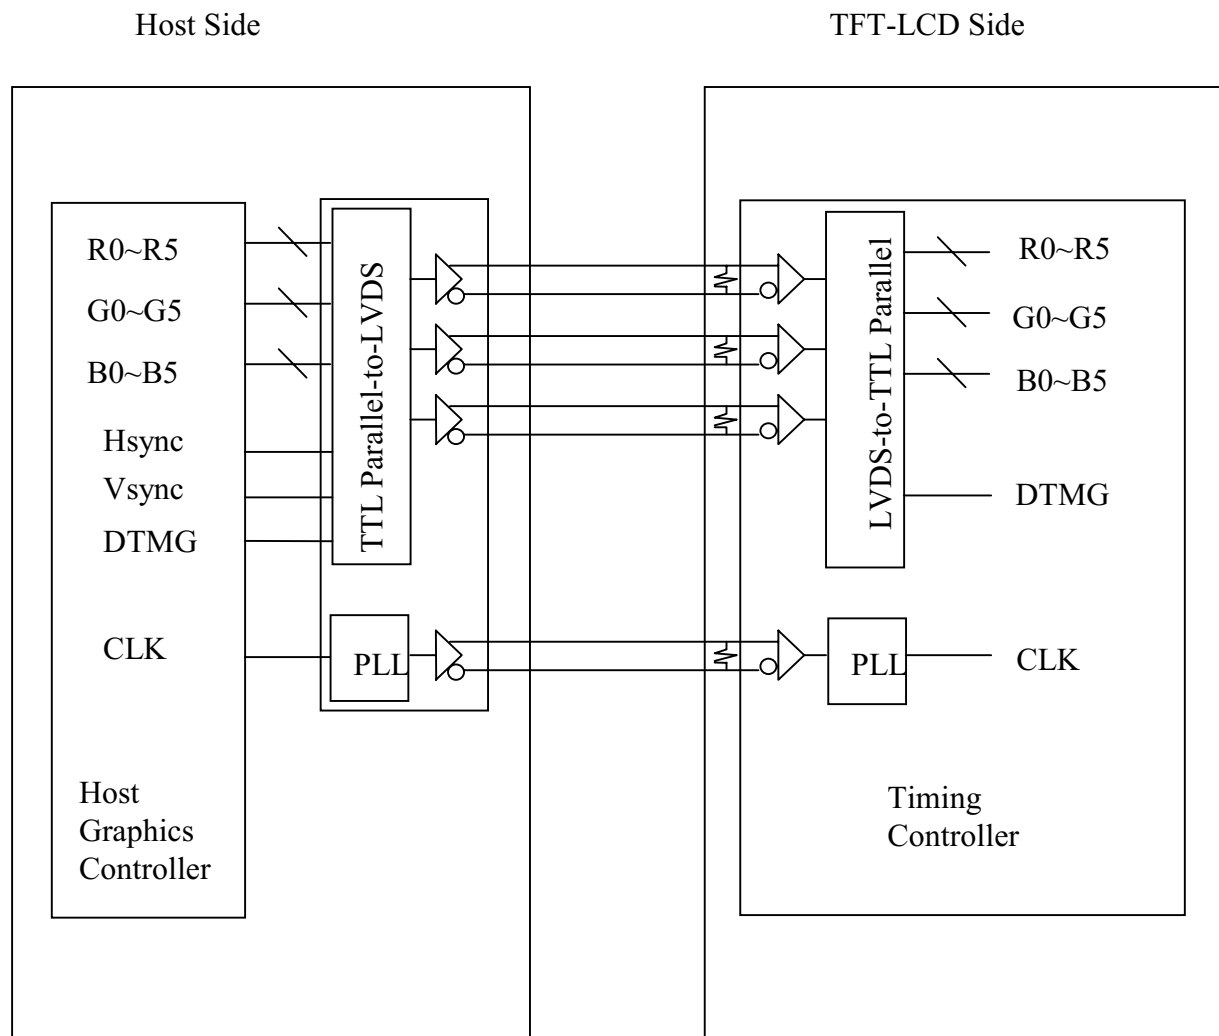 Host Side
TFT-LCD Side
R0~R5
G0~G5
B0~B5
Hsync
Vsync
DTMG
CLK
Host
Graphics
Controller
TTL Parallel-to-LVDS
PLL
LVDS-to-TTL Parallel
PLL
R0~R5
G0~G5
B0~B5
DTMG
CLK
Timing
Controller